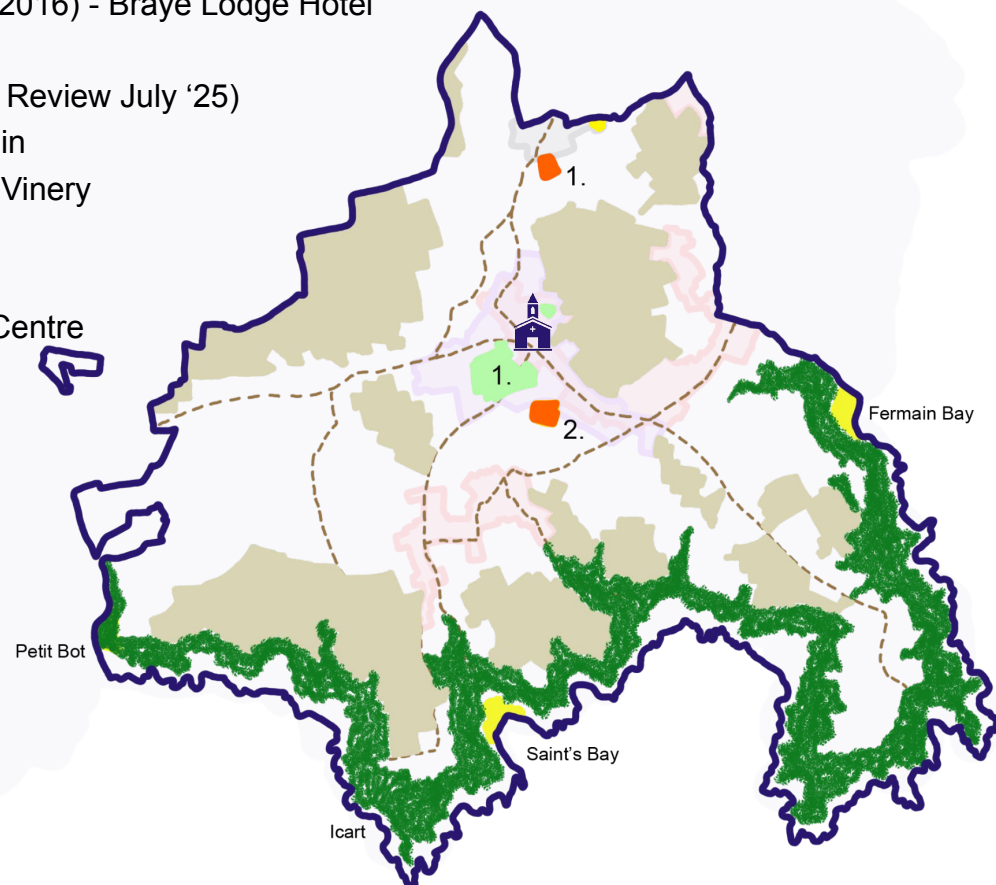 2016) - Braye Lodge Hotel
Review July ‘25)
in
Vinery
Centre
1.
1.
2.
Fermain Bay
Petit Bot
Saint's Bay
Icart